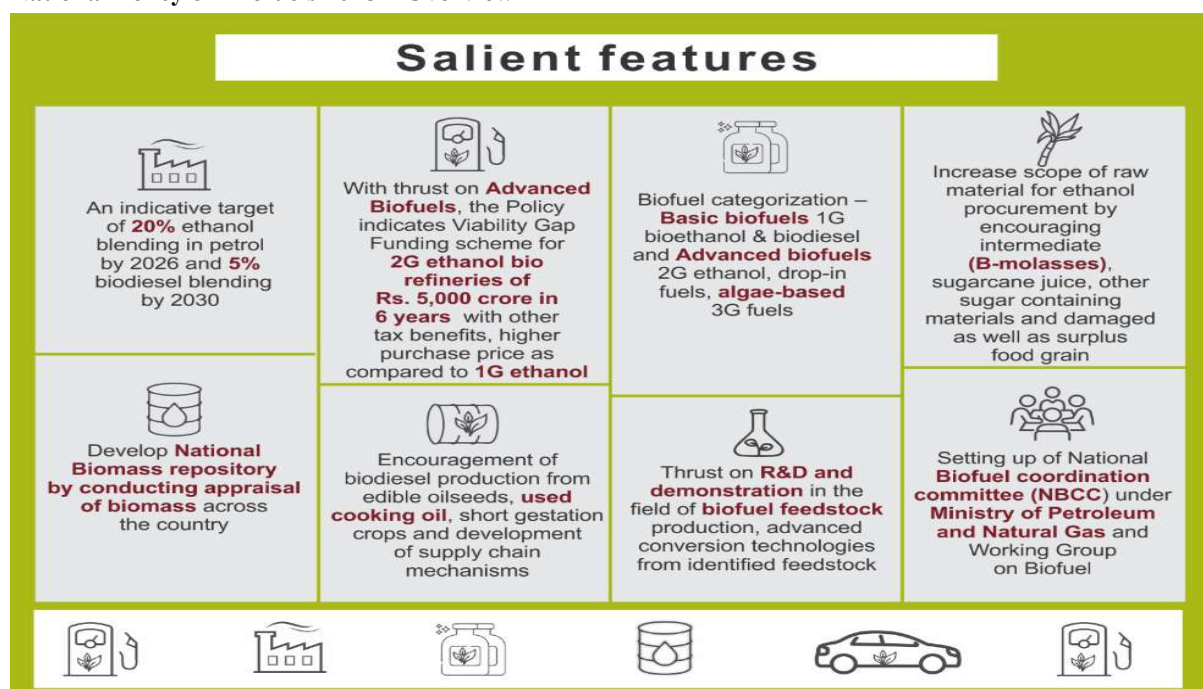 Salient features
An indicative target
of 20% ethanol
blending in petrol
by 2026 and 5%
biodiesel blending
by 2030
With thrust on Advanced
Biofuels, the Policy
indicates Viability Gap
Funding scheme for
2G ethanol bio
refineries of
Rs. 5,000 crore in
6 years with other
tax benefits, higher
purchase price as
compared to 1G ethanol
Biofuel categorization –
Basic biofuels 1G
bioethanol & biodiesel
and Advanced biofuels
2G ethanol, drop-in
fuels, algae-based
3G fuels
Increase scope of raw
material for ethanol
procurement by
encouraging
intermediate
(B-molasses),
sugarcane juice, other
sugar containing
materials and damaged
as well as surplus
food grain
Develop National
Biomass repository
by conducting appraisal
of biomass across
the country
Encouragement of
biodiesel production from
edible oilseeds, used
cooking oil, short gestation
crops and development
of supply chain
mechanisms
Thrust on R&D and
demonstration in the
field of biofuel feedstock
production, advanced
conversion technologies
from identified feedstock
Setting up of National
Biofuel coordination
committee (NBCC) under
Ministry of Petroleum
and Natural Gas and
Working Group
on Biofuel